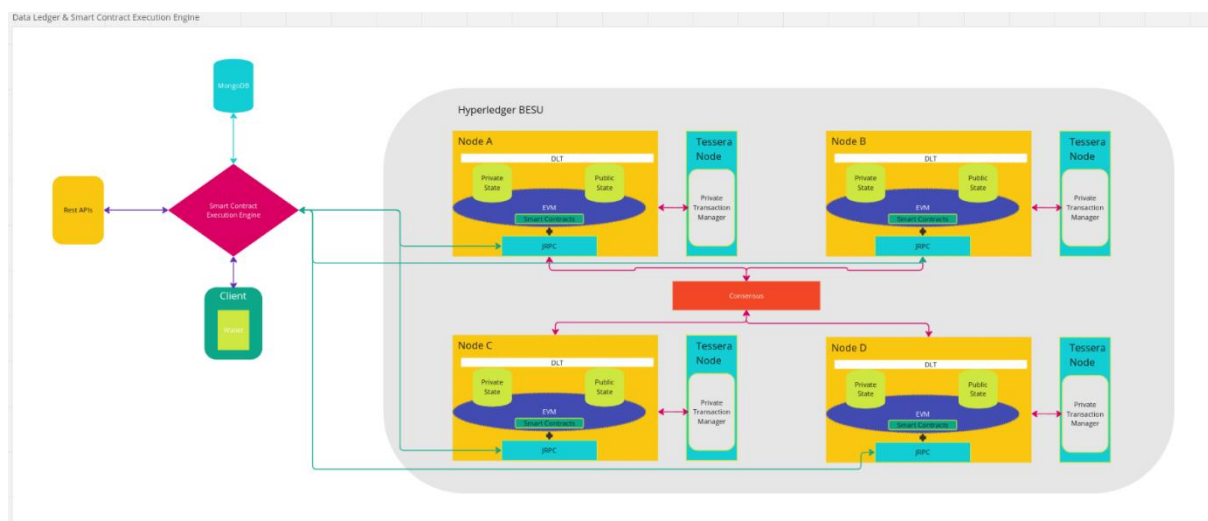 Data Ledger & Smart Contract Execution Engine
MongoDB
Rest APIs
Smart Contract
Execution Engine
Client
Hyperledger BESU
Node A
DLT
Private
State
Public
State
EVM
Smart Contracts
JRPC
Tessera
Node
Private
Transaction
Manager
Node B
DLT
Private
State
Public
State
EVM
Smart Contracts
JRPC
Tessera
Node
Private
Transaction
Manager
Consensus
Node C
DLT
Private
State
Public
State
EVM
Smart Contracts
JRPC
Tessera
Node
Private
Transaction
Manager
Node D
DLT
Private
State
Public
State
EVM
Smart Contracts
JRPC
Tessera
Node
Private
Transaction
Manager